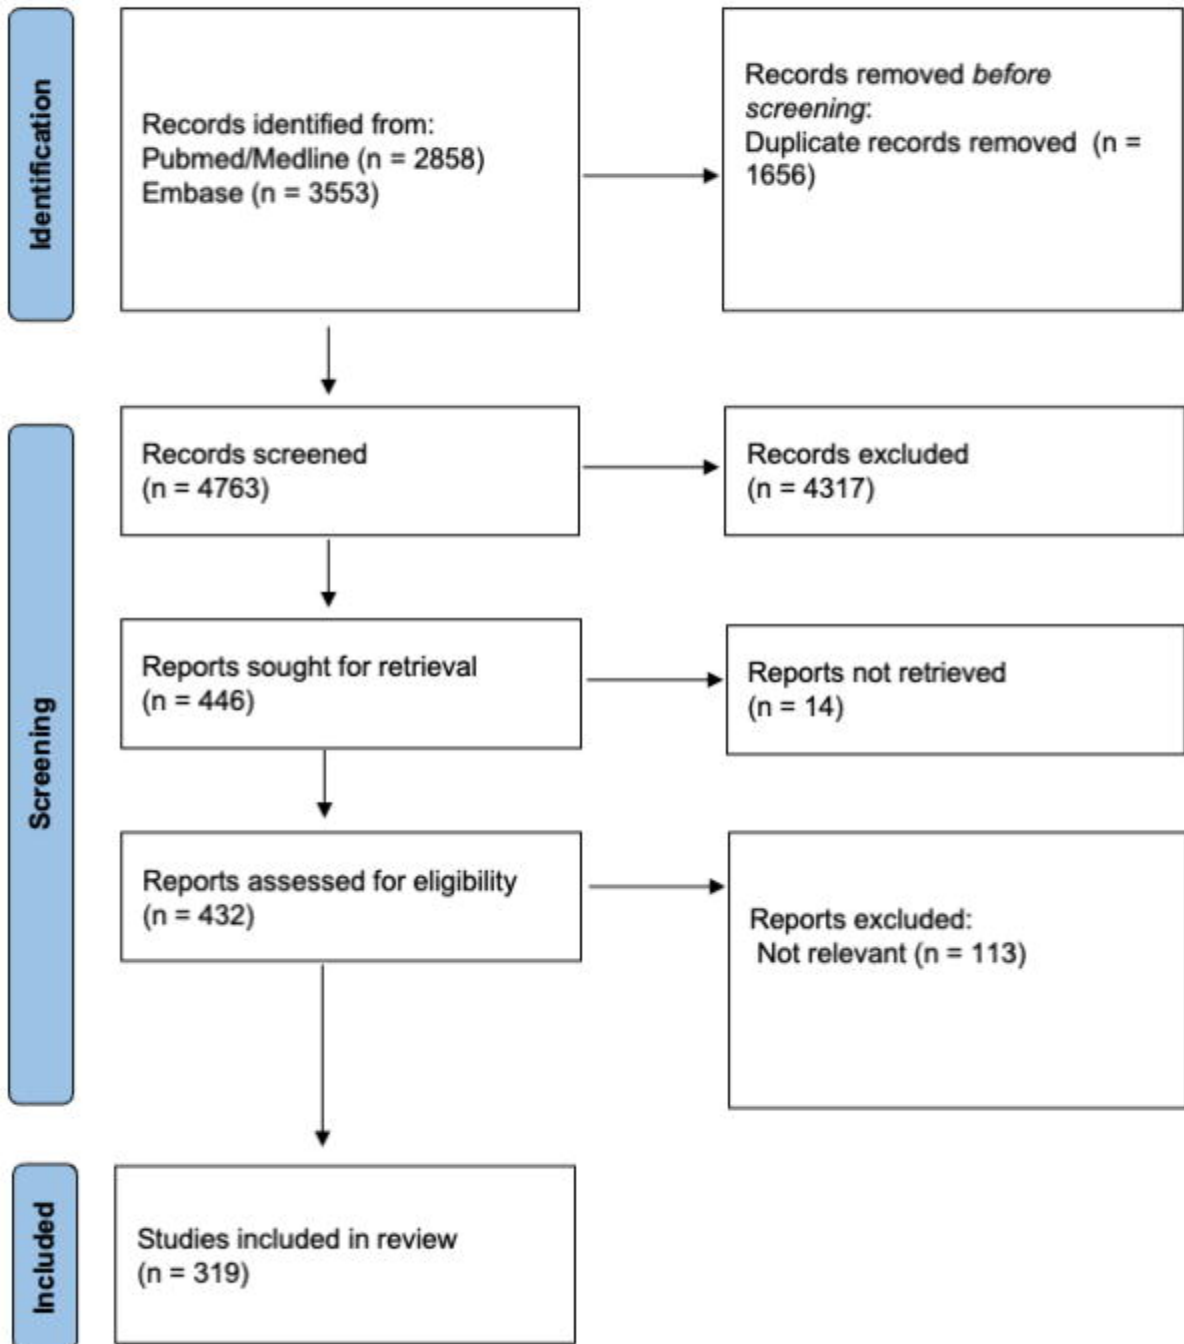 Identification
Records identified from:
Pubmed/Medline (n = 2858)
Embase (n = 3553)
Records removed before
screening:
Duplicate records removed  (n =
1656)
Screening
Records screened
(n = 4763)
Records excluded
(n = 4317)
Reports sought for retrieval
(n = 446)
Reports not retrieved
(n = 14)
Reports assessed for eligibility
(n = 432)
Reports excluded:
Not relevant (n = 113)
Included
Studies included in review
(n = 319)